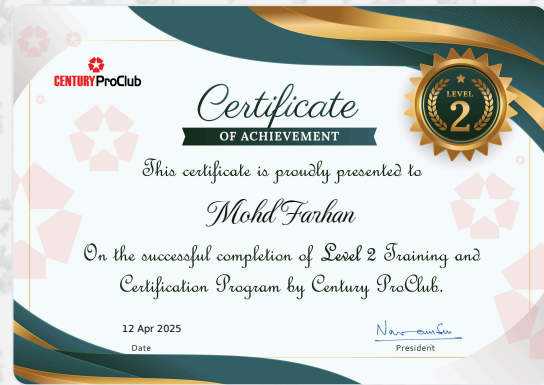 CENTURY ProClub
Certificate
OF ACHIEVEMENT
LEVEL
2
This certificate is proudly presented to
Mohd Farhan
On the successful completion of Level 2 Training and
Certification Program by Century ProClub.
12 Apr 2025
Date
President